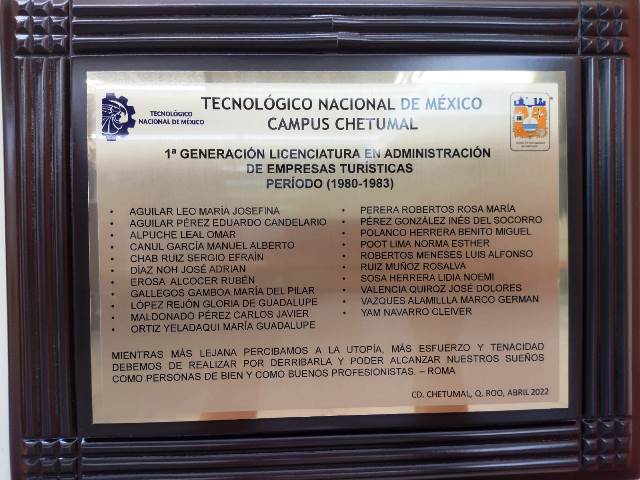 TECNOLÓGICO
NACIONAL DE MÉXICO
TECNOLÓGICO NACIONAL DE MÉXICO
CAMPUS CHETUMAL
1ª GENERACIÓN LICENCIATURA EN ADMINISTRACIÓN
DE EMPRESAS TURÍSTICAS
PERÍODO (1980-1983)
• AGUILAR LEO MARÍA JOSEFINA
• AGUILAR PÉREZ EDUARDO CANDELARIO
• ALPUCHE LEAL OMAR
• CANUL GARCÍA MANUEL ALBERTO
• CHAB RUIZ SERGIO EFRAÍN
• DÍAZ NOH JOSÉ ADRIAN
• EROSA ALCOCER RUBÉN
• GALLEGOS GAMBOA MARÍA DEL PILAR
• LÓPEZ REJÓN GLORIA DE GUADALUPE
• MALDONADO PÉREZ CARLOS JAVIER
• ORTIZ YELADAQUI MARÍA GUADALUPE
• PERERA ROBERTOS ROSA MARÍA
• PÉREZ GONZÁLEZ INÉS DEL SOCORRO
• POLANCO HERRERA BENITO MIGUEL
• POOT LIMA NORMA ESTHER
• ROBERTOS MENESES LUIS ALFONSO
• RUIZ MUÑOZ ROSALVA
• SOSA HERRERA LIDIA NOEMI
• VALENCIA QUIROZ JOSÉ DOLORES
• VAZQUES ALAMILLLA MARCO GERMAN
• YAM NAVARRO CLEIVER
MIENTRAS MÁS LEJANA PERCIBAMOS A LA UTOPÍA, MÁS ESFUERZO Y TENACIDAD
DEBEMOS DE REALIZAR POR DERRIBARLA Y PODER ALCANZAR NUESTROS SUEÑOS
COMO PERSONAS DE BIEN Y COMO BUENOS PROFESIONISTAS. – ROMA
CD. CHETUMAL, Q. ROO, ABRIL 2022